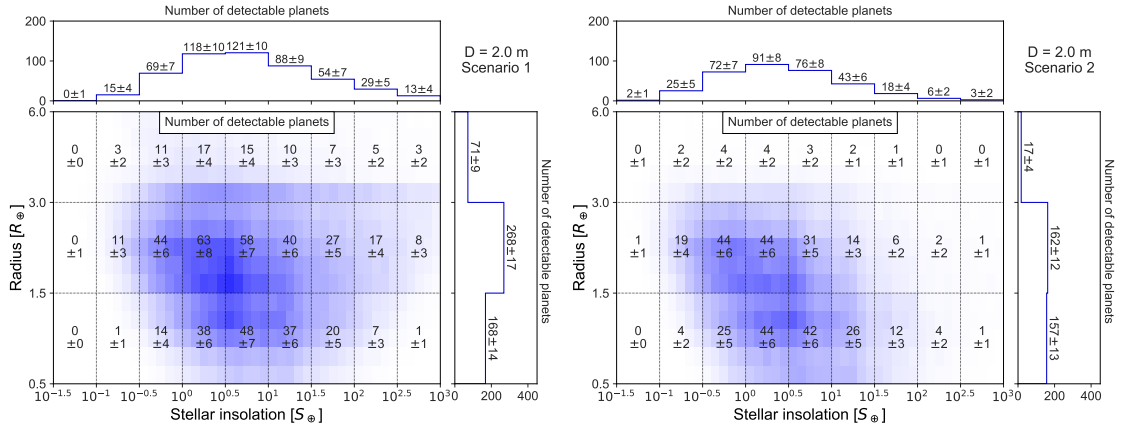 Number of detectable planets
200
100
0
0±1
15±4
69±7
118±10
121±10
88±9
54±7
29±5
13±4
D = 2.0 m
Scenario 1
Number of detectable planets
6.0
3.0
1.5
0.5
Radius [R⊕]
0 3 11 17 15 10 7 5 3
±0 ±2 ±3 ±4 ±4 ±3 ±3 ±2 ±2
0 11 44 63 58 40 27 17 8
±1 ±3 ±6 ±8 ±7 ±6 ±5 ±4 ±3
0 1 14 38 48 37 20 7 1
±0 ±1 ±4 ±6 ±7 ±6 ±5 ±3 ±1
10^−1.5 10^−1 10^−0.5 10^0 10^0.5 10^1 10^1.5 10^2 10^2.5
Stellar insolation [S⊕]
71±9
268±17
168±14
0 200 400
Number of detectable planets
Number of detectable planets
200
100
0
2±1
25±5
72±7
91±8
76±8
43±6
18±4
6±2
3±2
D = 2.0 m
Scenario 2
Number of detectable planets
6.0
3.0
1.5
0.5
Radius [R⊕]
0 2 4 4 3 2 1 0 0
±1 ±2 ±2 ±2 ±2 ±1 ±1 ±1 ±1
1 19 44 44 31 14 6 2 1
±1 ±4 ±6 ±6 ±5 ±3 ±2 ±2 ±1
0 4 25 44 42 26 12 4 1
±0 ±2 ±5 ±6 ±6 ±5 ±3 ±2 ±1
10^−1.5 10^−1 10^−0.5 10^0 10^0.5 10^1 10^1.5 10^2 10^2.5
Stellar insolation [S⊕]
17±4
162±12
157±13
0 200 400
Number of detectable planets